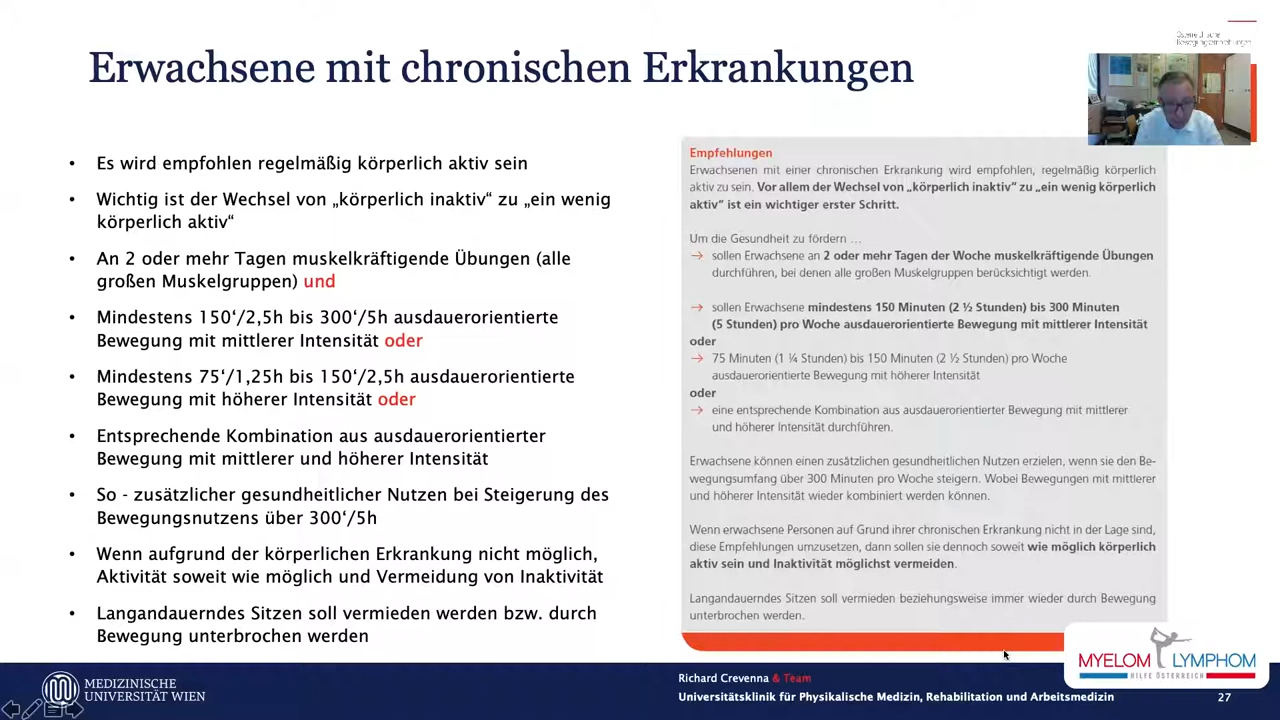 Erwachsene mit chronischen Erkrankungen
Österreichische
Bewegungsempfehlungen
• Es wird empfohlen regelmäßig körperlich aktiv sein
• Wichtig ist der Wechsel von „körperlich inaktiv“ zu „ein wenig
körperlich aktiv“
• An 2 oder mehr Tagen muskelkräftigende Übungen (alle
großen Muskelgruppen) und
• Mindestens 150‘/2,5h bis 300‘/5h ausdauerorientierte
Bewegung mit mittlerer Intensität oder
• Mindestens 75‘/1,25h bis 150‘/2,5h ausdauerorientierte
Bewegung mit höherer Intensität oder
• Entsprechende Kombination aus ausdauerorientierter
Bewegung mit mittlerer und höherer Intensität
• So - zusätzlicher gesundheitlicher Nutzen bei Steigerung des
Bewegungsnutzens über 300‘/5h
• Wenn aufgrund der körperlichen Erkrankung nicht möglich,
Aktivität soweit wie möglich und Vermeidung von Inaktivität
• Langandauerndes Sitzen soll vermieden werden bzw. durch
Bewegung unterbrochen werden
Empfehlungen
Erwachsenen mit einer chronischen Erkrankung wird empfohlen, regelmäßig körperlich
aktiv zu sein. Vor allem der Wechsel von „körperlich inaktiv“ zu „ein wenig körperlich
aktiv“ ist ein wichtiger erster Schritt.
Um die Gesundheit zu fördern …
→ sollen Erwachsene an 2 oder mehr Tagen der Woche muskelkräftigende Übungen
durchführen, bei denen alle großen Muskelgruppen berücksichtigt werden.
→ sollen Erwachsene mindestens 150 Minuten (2 ½ Stunden) bis 300 Minuten
(5 Stunden) pro Woche ausdauerorientierte Bewegung mit mittlerer Intensität
oder
→ 75 Minuten (1 ¼ Stunden) bis 150 Minuten (2 ½ Stunden) pro Woche
ausdauerorientierte Bewegung mit höherer Intensität
oder
→ eine entsprechende Kombination aus ausdauerorientierter Bewegung mit mittlerer
und höherer Intensität durchführen.
Erwachsene können einen zusätzlichen gesundheitlichen Nutzen erzielen, wenn sie den Be-
wegungsumfang über 300 Minuten pro Woche steigern. Wobei Bewegungen mit mittlerer
und höherer Intensität wieder kombiniert werden können.
Wenn erwachsene Personen auf Grund ihrer chronischen Erkrankung nicht in der Lage sind,
diese Empfehlungen umzusetzen, dann sollen sie dennoch soweit wie möglich körperlich
aktiv sein und Inaktivität möglichst vermeiden.
Langandauerndes Sitzen soll vermieden beziehungsweise immer wieder durch Bewegung
unterbrochen werden.
MYELOM LYMPHOM
HILFE ÖSTERREICH
MEDIZINISCHE
UNIVERSITÄT WIEN
Richard Crevenna & Team
Universitätsklinik für Physikalische Medizin, Rehabilitation und Arbeitsmedizin
27